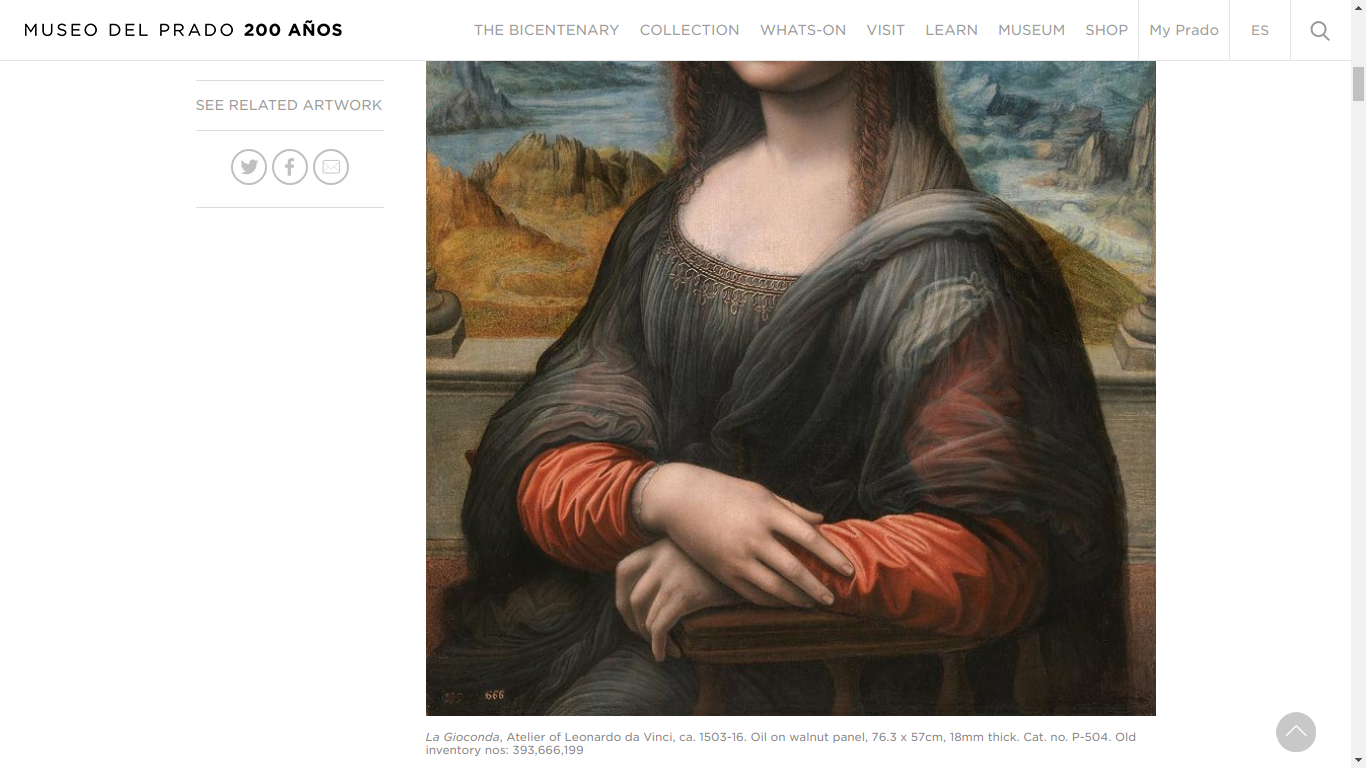 MUSEO DEL PRADO 200 AÑOS
THE BICENTENARY COLLECTION WHATS-ON VISIT LEARN MUSEUM SHOP My Prado ES
SEE RELATED ARTWORK
666
La Gioconda, Atelier of Leonardo da Vinci, ca. 1503-16. Oil on walnut panel, 76.3 x 57cm, 18mm thick. Cat. no. P-504. Old
inventory nos: 393,666,199